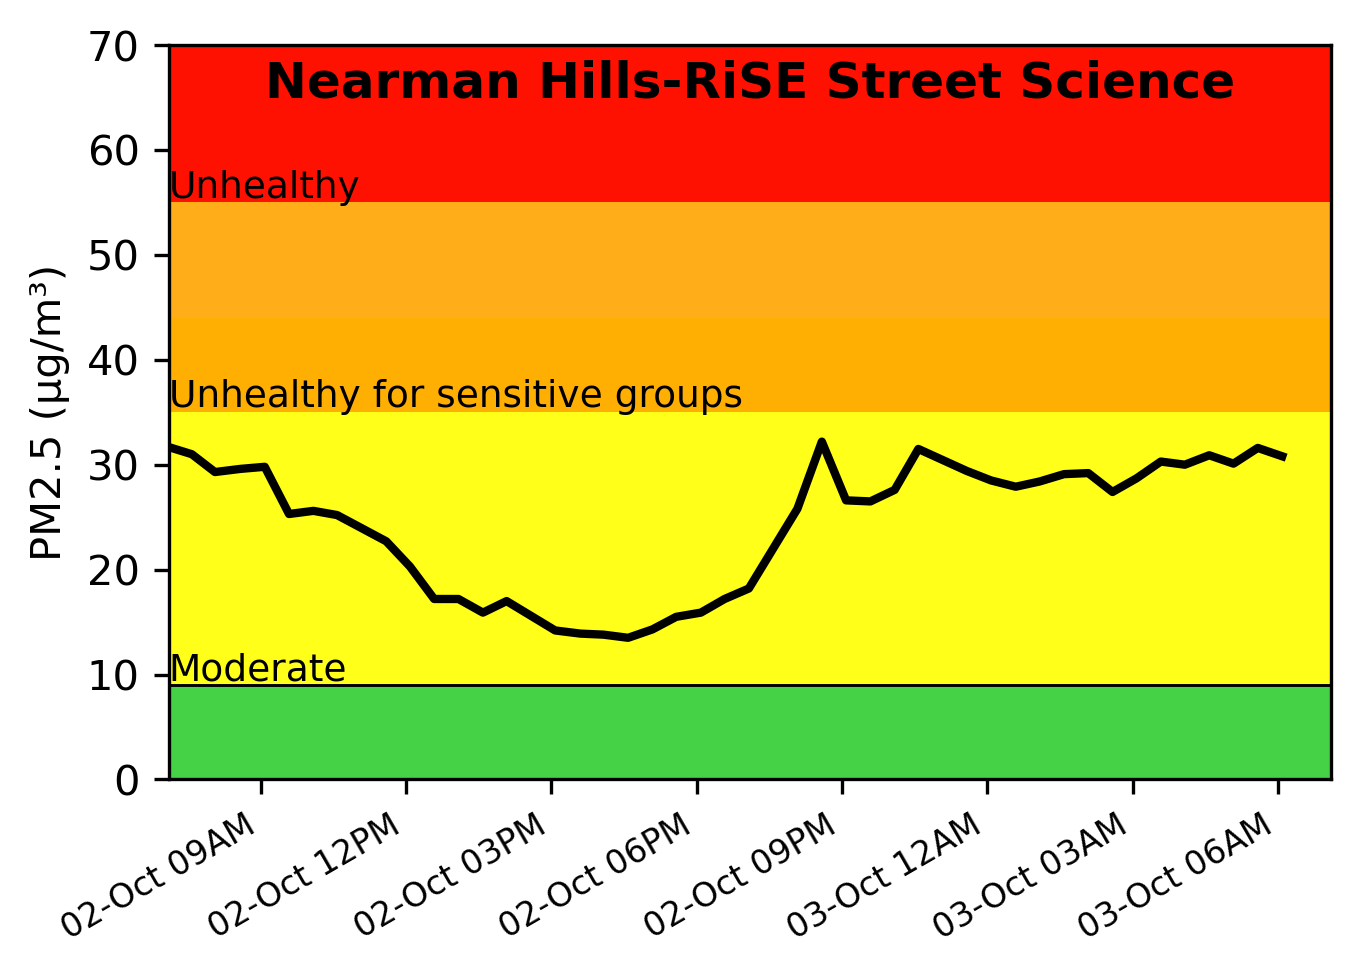 Nearman Hills-RiSE Street Science
70
60
Unhealthy
50
40
Unhealthy for sensitive groups
30
20
Moderate
10
0
PM2.5 (µg/m³)
02-Oct 09AM
02-Oct 12PM
02-Oct 03PM
02-Oct 06PM
02-Oct 09PM
03-Oct 12AM
03-Oct 03AM
03-Oct 06AM